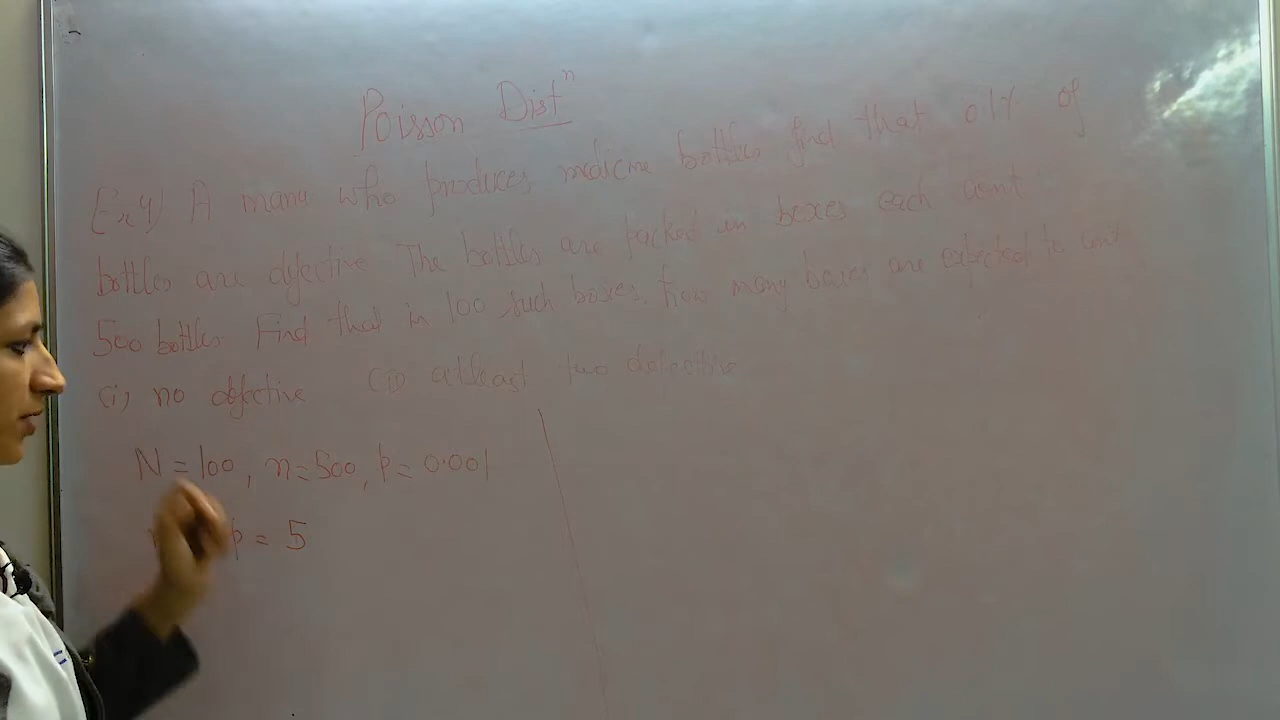 Poisson Distⁿ
Ex 4) A manu who produces medicine bottles find that 0.1% of
bottles are defective The bottles are packed in boxes each
500 bottles Find that in 100 such boxes, how many boxes are expected to
(i) no defective (ii) atleast two defective
N = 100, n = 500, p = 0.001
p = 5